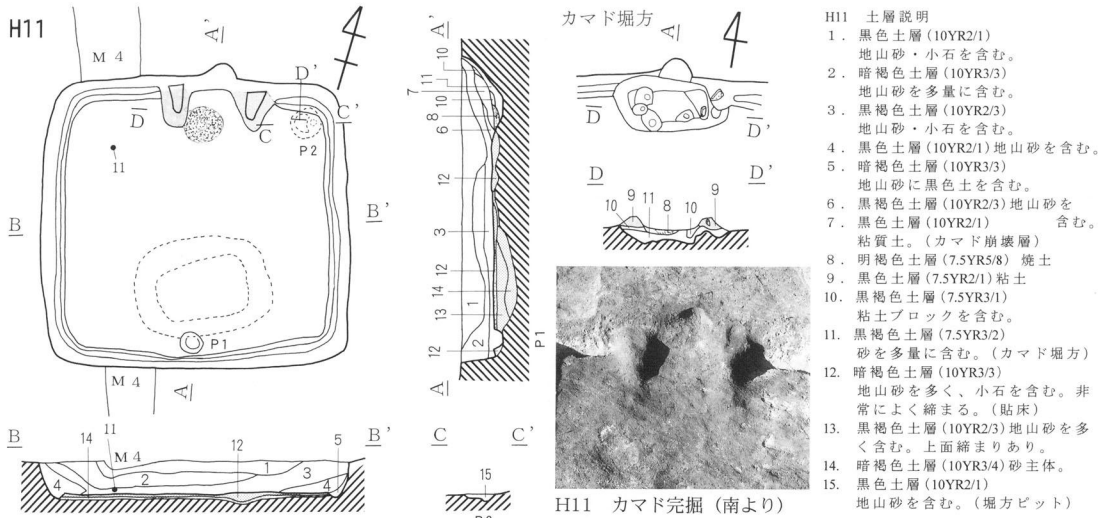 H11
M 4
A'
D
D'
C
C'
P2
11
B
B'
P1
M 4
A
B
11
14
M 4
12
5
B'
1
2
3
4
4
A'
10
11
7
10
8
6
12
3
12
14
13
1
2
12
P1
A
C
C'
15
カマド堀方
A
4
D
D'
D
D'
10
9
11
8
10
9
H11　カマド完掘（南より）
H11　土層説明
1．黒色土層(10YR2/1)
地山砂・小石を含む。
2．暗褐色土層(10YR3/3)
地山砂を多量に含む。
3．黒褐色土層(10YR2/3)
地山砂・小石を含む。
4．黒色土層(10YR2/1)地山砂を含む。
5．暗褐色土層(10YR3/3)
地山砂に黒色土を含む。
6．黒褐色土層(10YR2/3)地山砂を
7．黒色土層(10YR2/1)　含む。
粘質土。（カマド崩壊層）
8．明褐色土層(7.5YR5/8) 焼土
9．黒色土層(7.5YR2/1)粘土
10．黒褐色土層(7.5YR3/1)
粘土ブロックを含む。
11．黒褐色土層(7.5YR3/2)
砂を多量に含む。（カマド堀方）
12．暗褐色土層(10YR3/3)
地山砂を多く、小石を含む。非
常によく締まる。（貼床）
13．黒褐色土層(10YR2/3)地山砂を多
く含む。上面締まりあり。
14．暗褐色土層(10YR3/4)砂主体。
15．黒色土層(10YR2/1)
地山砂を含む。（堀方ピット）